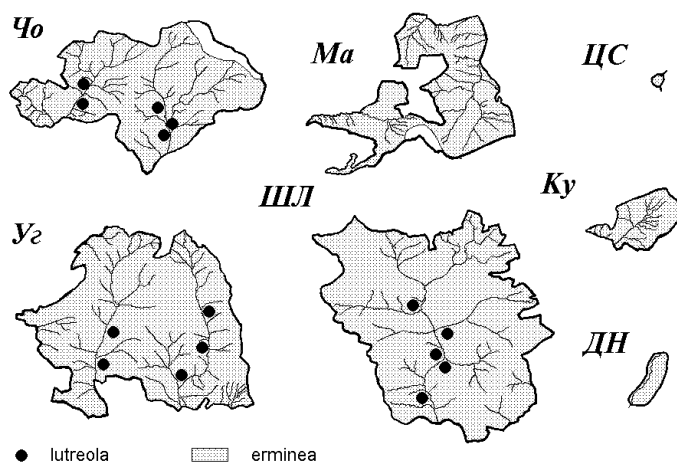 Чо
Ма
ЦС
Ку
ШЛ
Уг
ДН
lutreola erminea